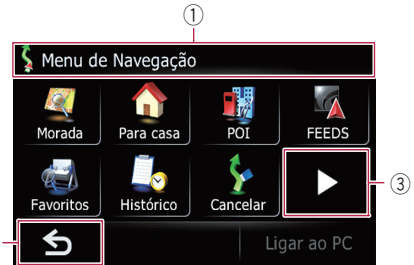 ①
Menu de Navegação
Morada Para casa POI FEEDS
Favoritos Histórico Cancelar
③
Ligar ao PC